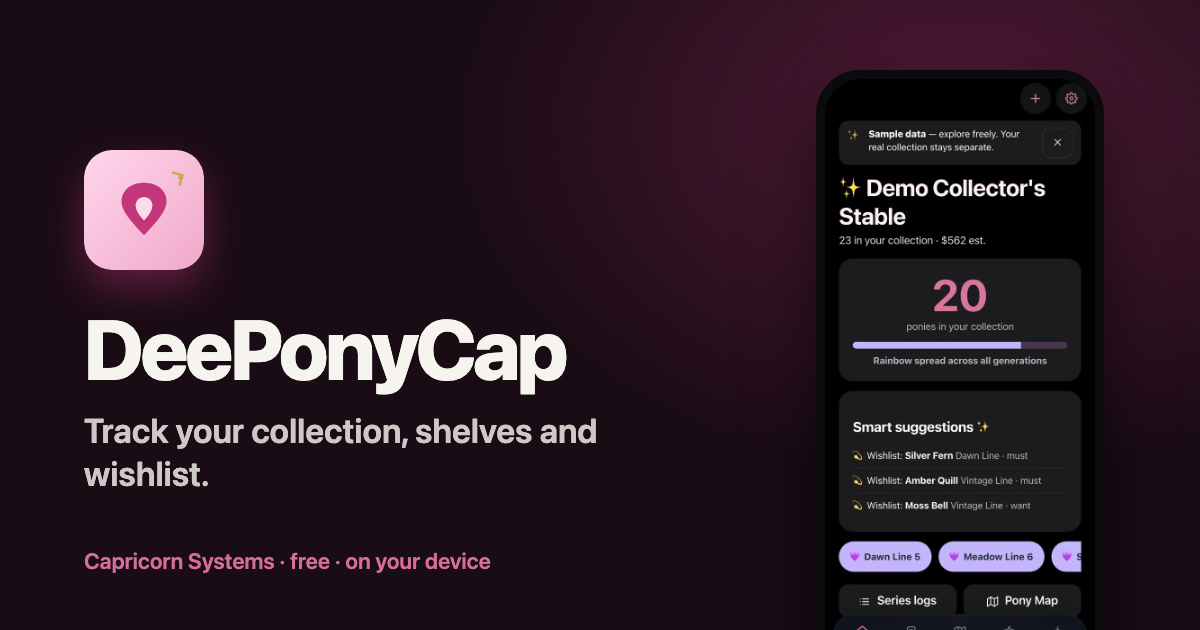 DeePonyCap
Track your collection, shelves and
wishlist.
Capricorn Systems · free · on your device
Sample data — explore freely. Your
real collection stays separate.
✨ Demo Collector's
Stable
23 in your collection · $562 est.
20
ponies in your collection
Rainbow spread across all generations
Smart suggestions ✨
Wishlist: Silver Fern Dawn Line · must
Wishlist: Amber Quill Vintage Line · must
Wishlist: Moss Bell Vintage Line · want
Dawn Line 5
Meadow Line 6
Series logs
Pony Map